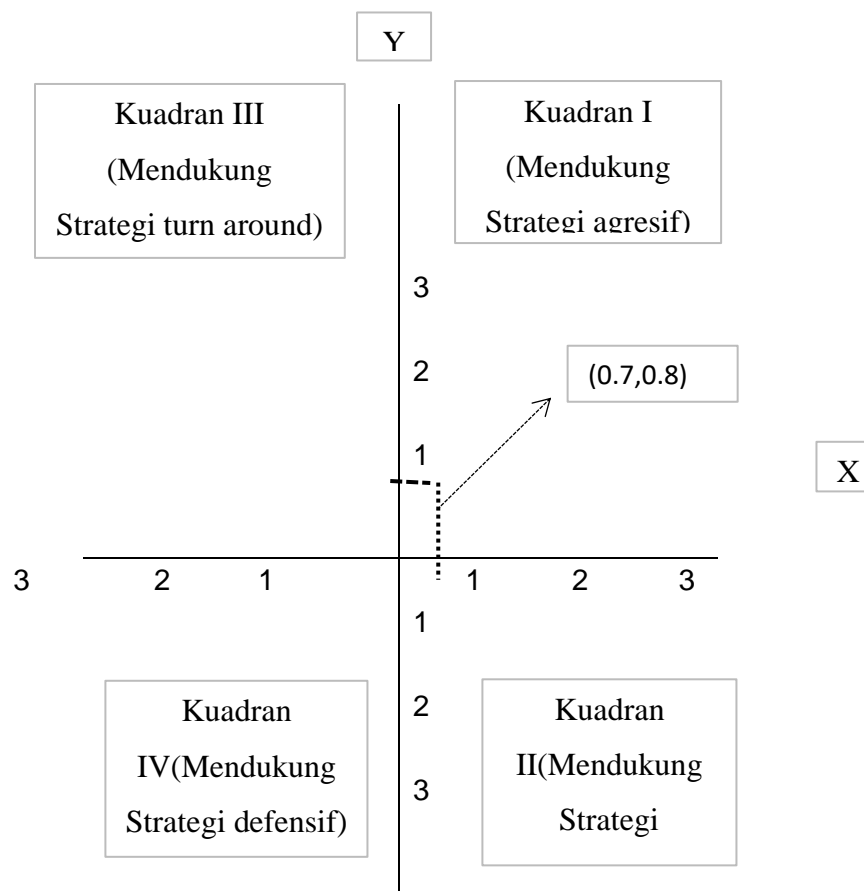 Y
Kuadran III
(Mendukung
Strategi turn around)
Kuadran I
(Mendukung
Strategi agresif)
3
2
(0.7,0.8)
1
X
3 2 1 1 2 3
1
2
3
Kuadran
IV(Mendukung
Strategi defensif)
Kuadran
II(Mendukung
Strategi